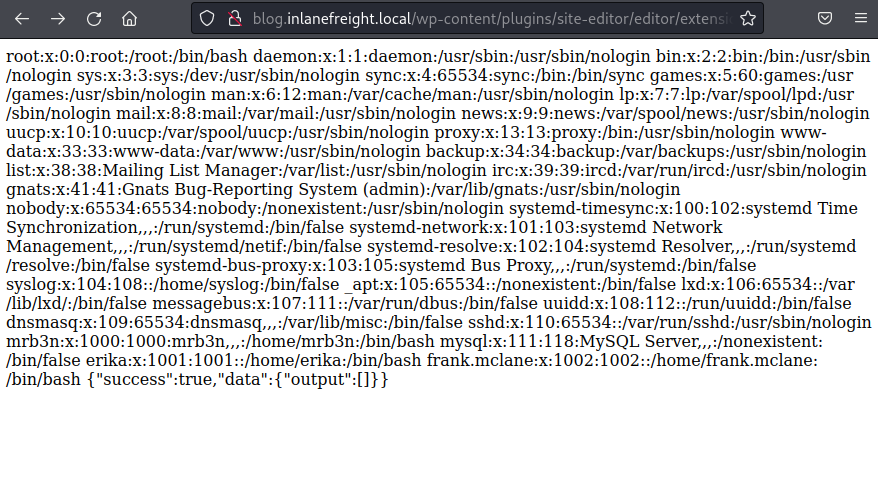 blog.inlanefreight.local/wp-content/plugins/site-editor/editor/extensi
root:x:0:0:root:/root:/bin/bash daemon:x:1:1:daemon:/usr/sbin:/usr/sbin/nologin bin:x:2:2:bin:/bin:/usr/sbin
/nologin sys:x:3:3:sys:/dev:/usr/sbin/nologin sync:x:4:65534:sync:/bin:/bin/sync games:x:5:60:games:/usr
/games:/usr/sbin/nologin man:x:6:12:man:/var/cache/man:/usr/sbin/nologin lp:x:7:7:lp:/var/spool/lpd:/usr
/sbin/nologin mail:x:8:8:mail:/var/mail:/usr/sbin/nologin news:x:9:9:news:/var/spool/news:/usr/sbin/nologin
uucp:x:10:10:uucp:/var/spool/uucp:/usr/sbin/nologin proxy:x:13:13:proxy:/bin:/usr/sbin/nologin www-
data:x:33:33:www-data:/var/www:/usr/sbin/nologin backup:x:34:34:backup:/var/backups:/usr/sbin/nologin
list:x:38:38:Mailing List Manager:/var/list:/usr/sbin/nologin irc:x:39:39:ircd:/var/run/ircd:/usr/sbin/nologin
gnats:x:41:41:Gnats Bug-Reporting System (admin):/var/lib/gnats:/usr/sbin/nologin
nobody:x:65534:65534:nobody:/nonexistent:/usr/sbin/nologin systemd-timesync:x:100:102:systemd Time
Synchronization,,,:/run/systemd:/bin/false systemd-network:x:101:103:systemd Network
Management,,,:/run/systemd/netif:/bin/false systemd-resolve:x:102:104:systemd Resolver,,,:/run/systemd
/resolve:/bin/false systemd-bus-proxy:x:103:105:systemd Bus Proxy,,,:/run/systemd:/bin/false
syslog:x:104:108::/home/syslog:/bin/false _apt:x:105:65534::/nonexistent:/bin/false lxd:x:106:65534::/var
/lib/lxd/:/bin/false messagebus:x:107:111::/var/run/dbus:/bin/false uuidd:x:108:112::/run/uuidd:/bin/false
dnsmasq:x:109:65534:dnsmasq,,,:/var/lib/misc:/bin/false sshd:x:110:65534::/var/run/sshd:/usr/sbin/nologin
mrb3n:x:1000:1000:mrb3n,,,:/home/mrb3n:/bin/bash mysql:x:111:118:MySQL Server,,,:/nonexistent:
/bin/false erika:x:1001:1001::/home/erika:/bin/bash frank.mclane:x:1002:1002::/home/frank.mclane:
/bin/bash {"success":true,"data":{"output":[]}}